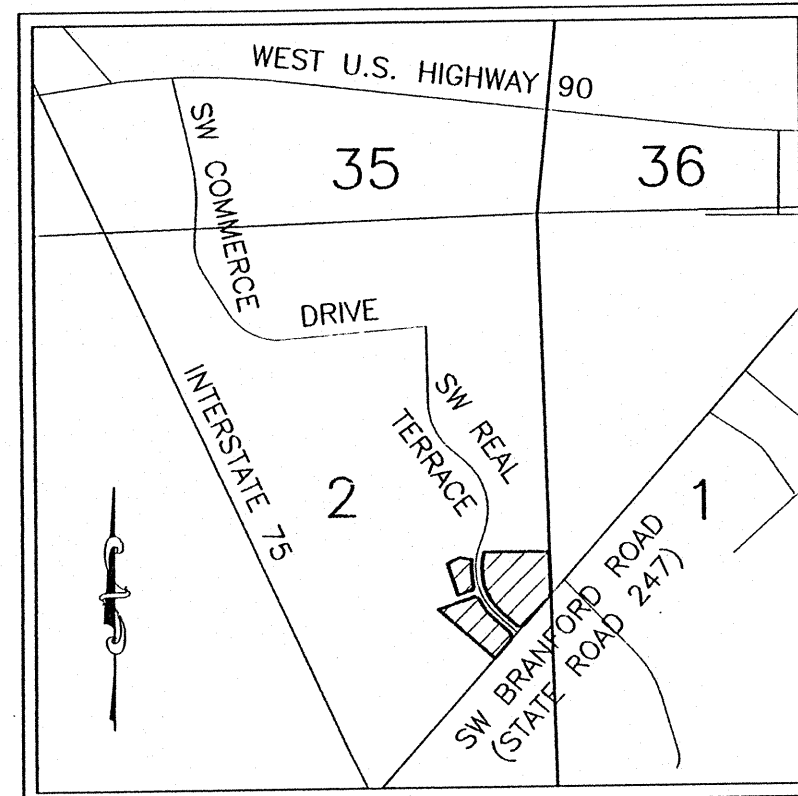 WEST U.S. HIGHWAY 90
35
36
SW COMMERCE
DRIVE
INTERSTATE 75
SW REAL
TERRACE
2
1
SW BRANFORD ROAD
(STATE ROAD 247)